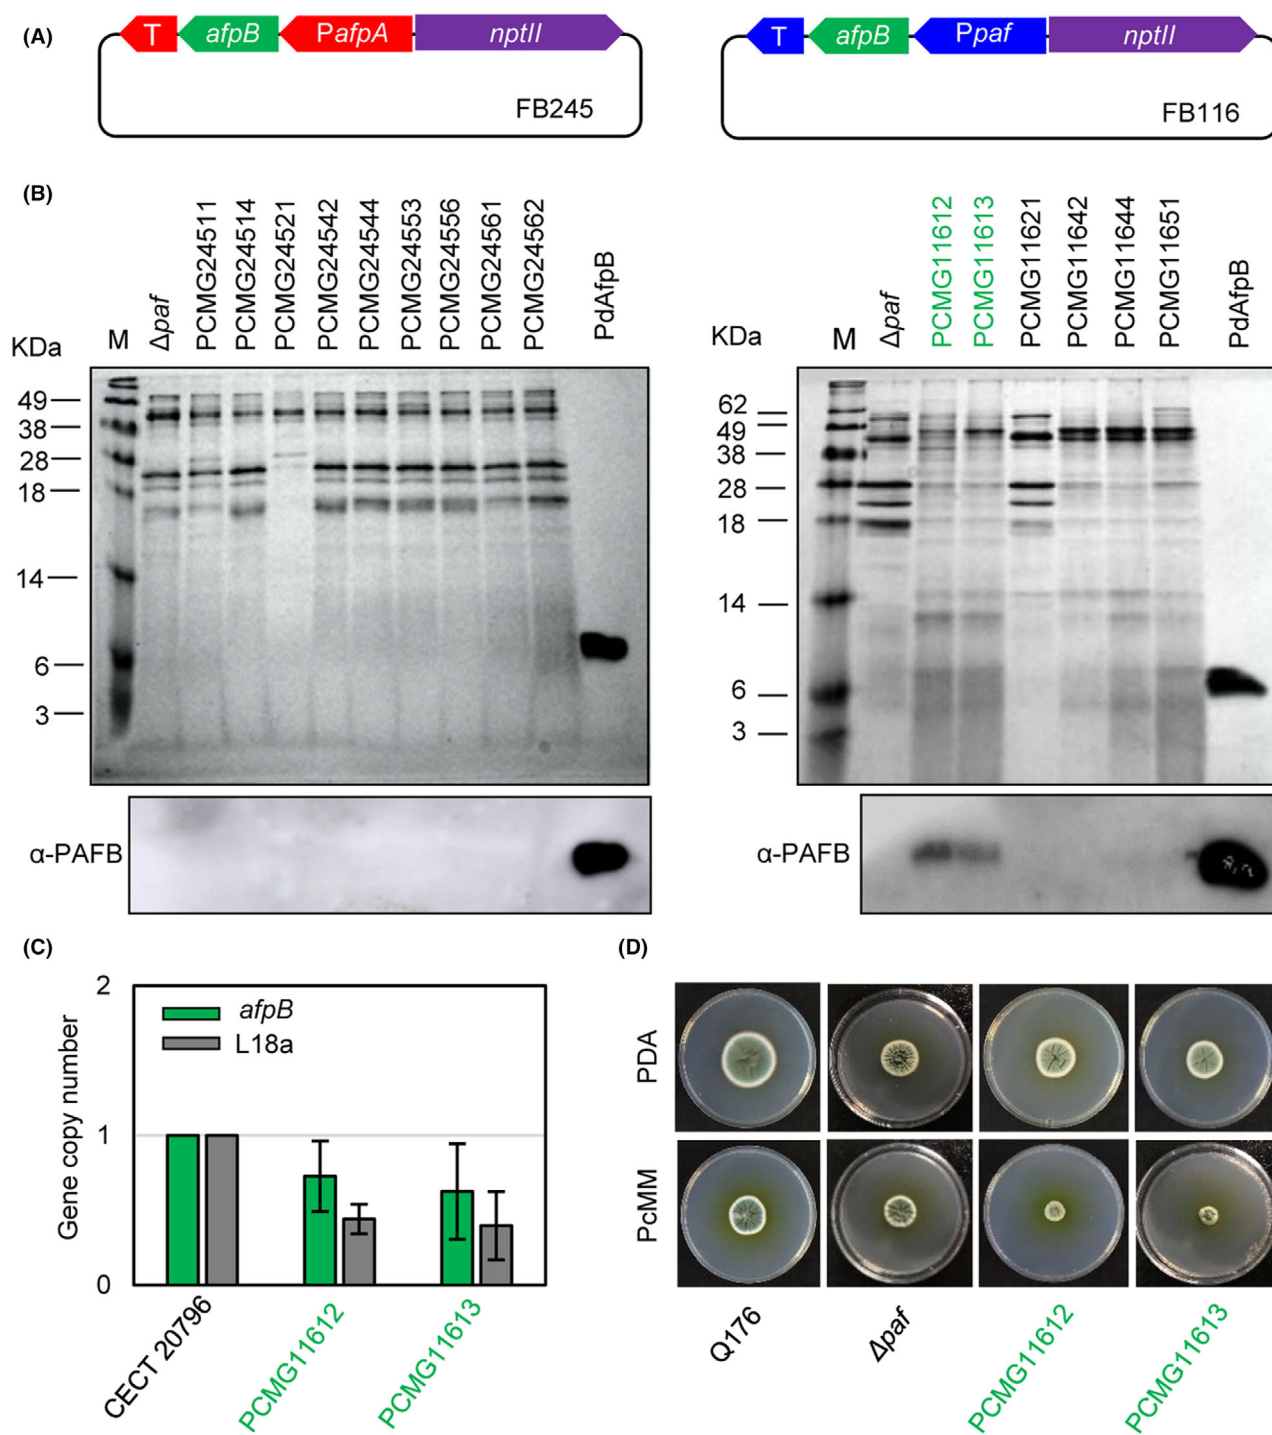 (A)
T afpB PafpA nptII
FB245
T afpB Ppaf nptII
FB116
(B)
KDa
M
Δpaf
PCMG24511
PCMG24514
PCMG24521
PCMG24542
PCMG24544
PCMG24553
PCMG24556
PCMG24561
PCMG24562
PdAfpB
49
38
28
18
14
6
3
α-PAFB
KDa
M
Δpaf
PCMG11612
PCMG11613
PCMG11621
PCMG11642
PCMG11644
PCMG11651
PdAfpB
62
49
38
28
18
14
6
3
α-PAFB
(C)
Gene copy number
2
1
0
afpB
L18a
CECT 20796
PCMG11612
PCMG11613
(D)
PDA
PcMM
Q176
Δpaf
PCMG11612
PCMG11613